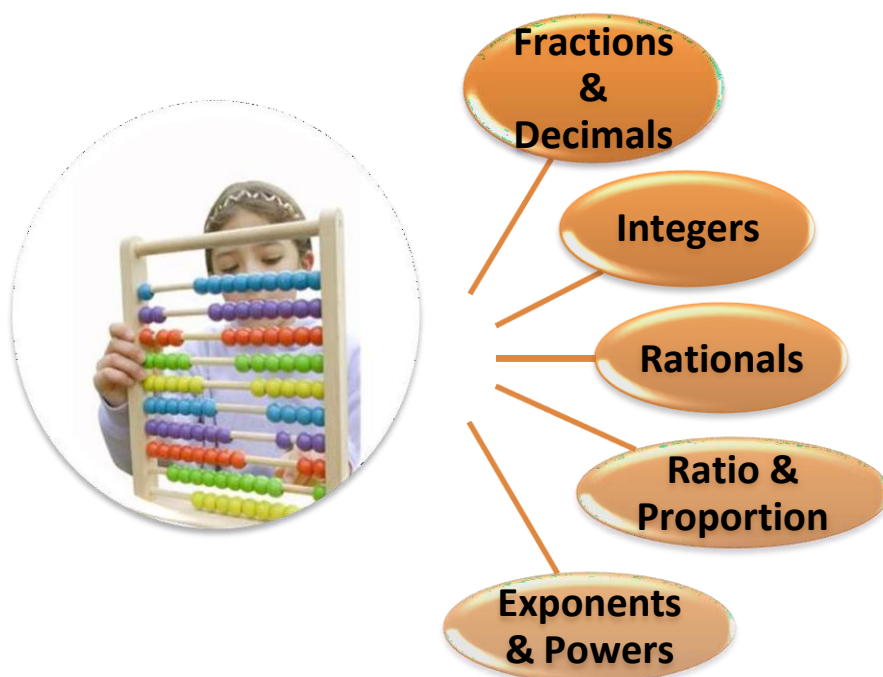 Fractions
&
Decimals
Integers
Rationals
Ratio &
Proportion
Exponents
& Powers